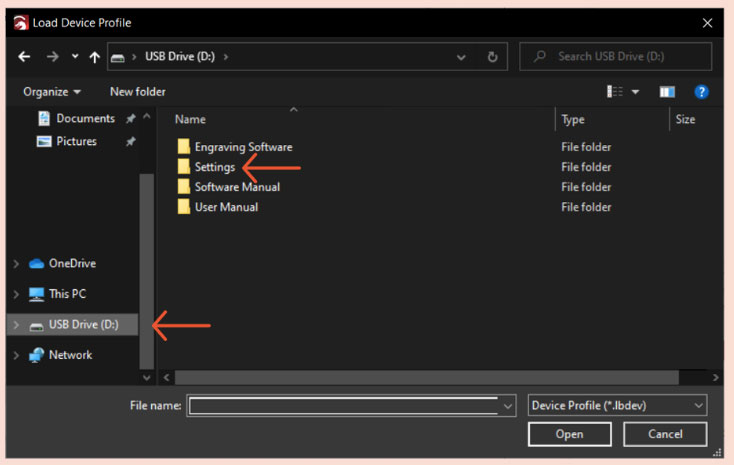 Load Device Profile
USB Drive (D:)
Search USB Drive (D:)
Organize
New folder
Documents
Pictures
OneDrive
This PC
USB Drive (D:)
Network
Name
Type
Size
Engraving Software
File folder
Settings
File folder
Software Manual
File folder
User Manual
File folder
File name:
Device Profile (*.lbdev)
Open
Cancel